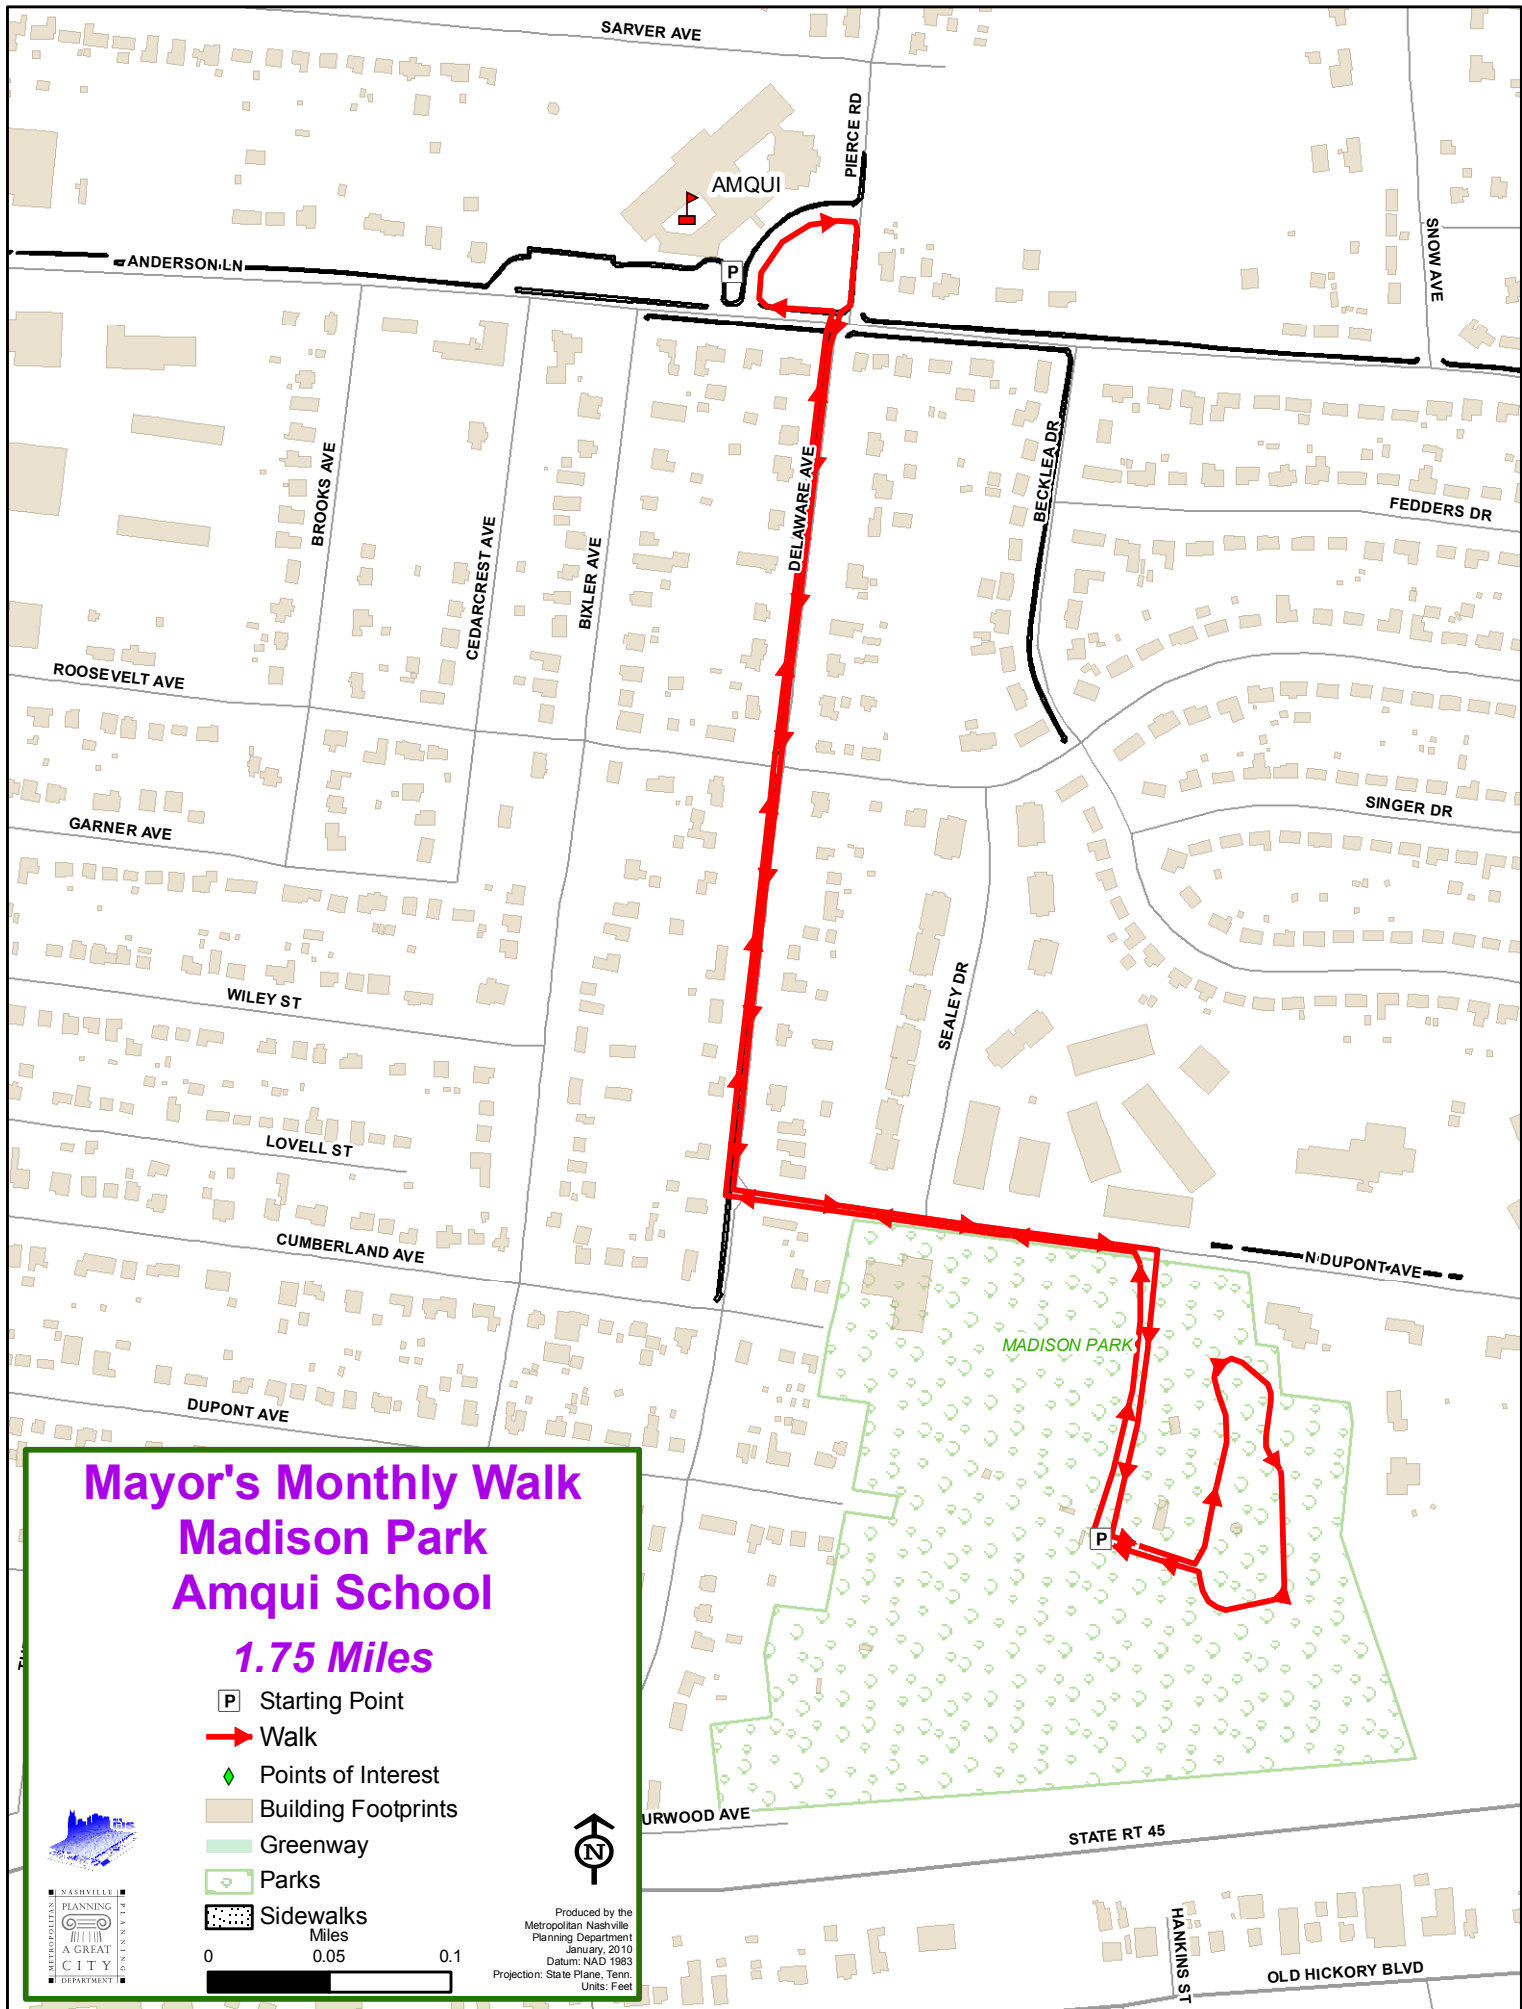 SARVER AVE
PIERCE RD
AMQUI
SNOW AVE
ANDERSON LN
P
BROOKS AVE
CEDARCREST AVE
BIXLER AVE
DELAWARE AVE
BECKLEA DR
FEDDERS DR
ROOSEVELT AVE
SINGER DR
GARNER AVE
WILEY ST
SEALEY DR
LOVELL ST
CUMBERLAND AVE
N DUPONT AVE
MADISON PARK
DUPONT AVE
P
Mayor's Monthly Walk
Madison Park
Amqui School
1.75 Miles
P Starting Point
Walk
Points of Interest
Building Footprints
Greenway
Parks
Sidewalks
Miles
0 0.05 0.1
N
GIS
NASHVILLE
METROPOLITAN
PLANNING
PLANNING
A GREAT
CITY
DEPARTMENT
Produced by the
Metropolitan Nashville
Planning Department
January, 2010
Datum: NAD 1983
Projection: State Plane, Tenn.
Units: Feet
URWOOD AVE
STATE RT 45
HANKINS ST
OLD HICKORY BLVD